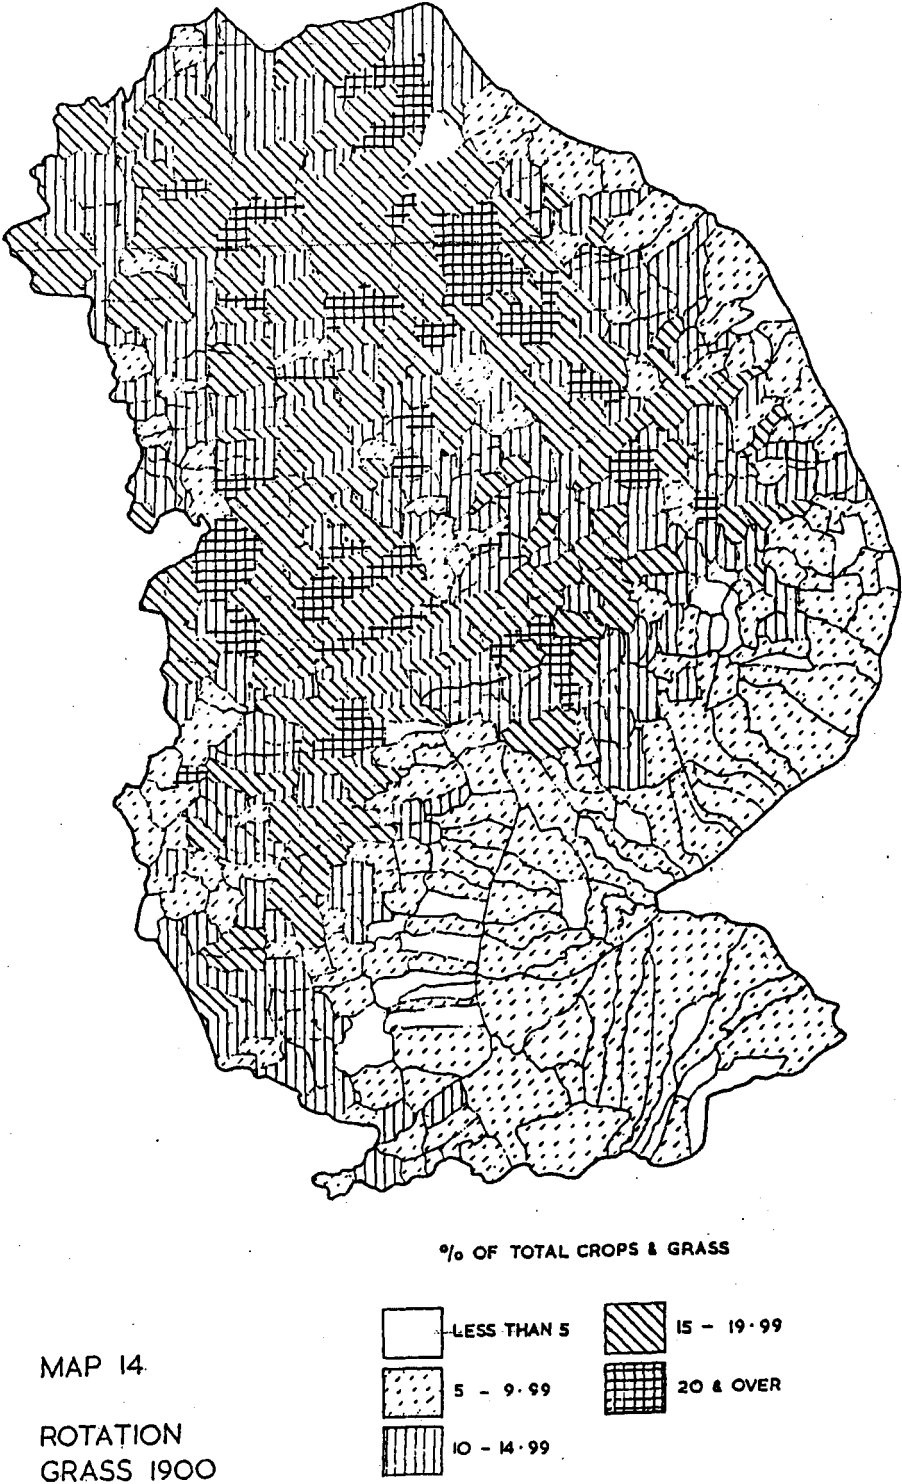 % OF TOTAL CROPS & GRASS
LESS THAN 5
5 - 9·99
10 - 14·99
15 - 19·99
20 & OVER
MAP 14
ROTATION
GRASS 1900